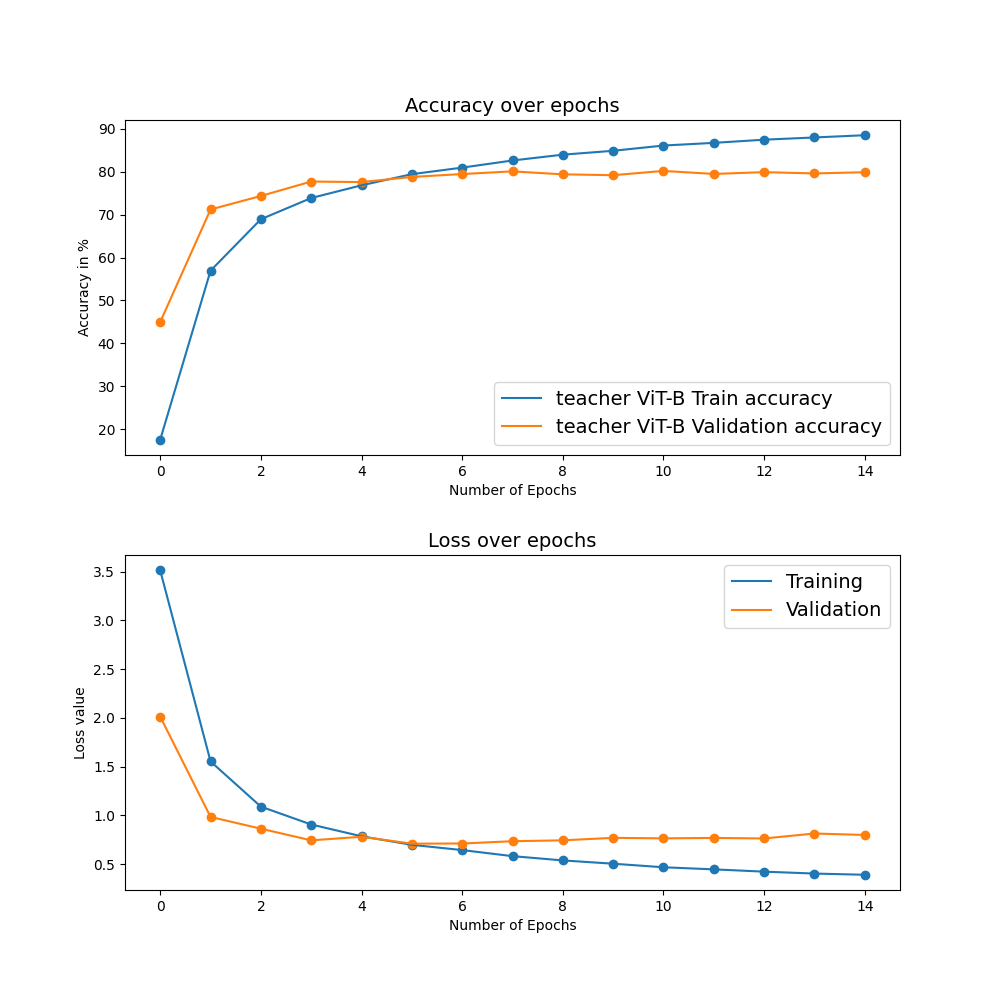 Accuracy over epochs
90
80
70
60
50
40
30
20
Accuracy in %
teacher ViT-B Train accuracy
teacher ViT-B Validation accuracy
0 2 4 6 8 10 12 14
Number of Epochs
Loss over epochs
3.5
3.0
2.5
2.0
1.5
1.0
0.5
Loss value
Training
Validation
0 2 4 6 8 10 12 14
Number of Epochs